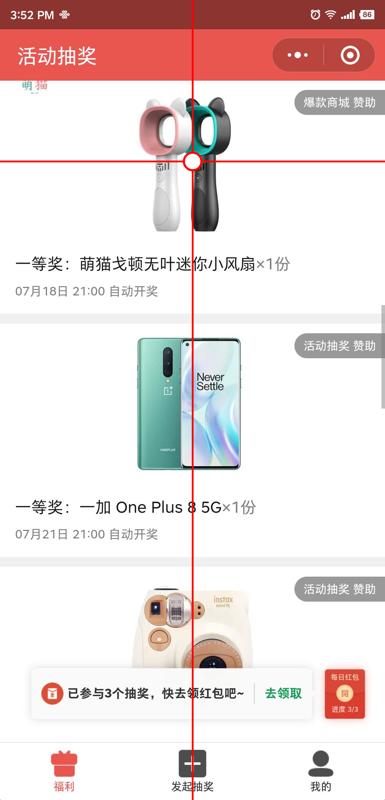 3:52 PM
86
活动抽奖
萌猫
爆款商城 赞助
一等奖：萌猫戈顿无叶迷你小风扇×1份
07月18日 21:00 自动开奖
活动抽奖 赞助
Never
Settle
ONEPLUS
一等奖：一加 One Plus 8 5G×1份
07月21日 21:00 自动开奖
活动抽奖 赞助
instax
mini 7s
已参与3个抽奖，快去领红包吧~ 去领取
每日红包
開
进度 3/3
福利
发起抽奖
我的